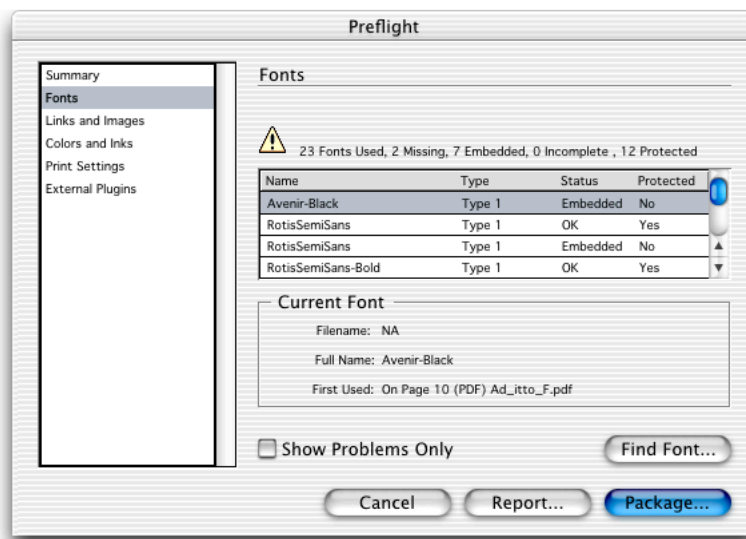 Preflight
Summary
Fonts
Links and Images
Colors and Inks
Print Settings
External Plugins
Fonts
23 Fonts Used, 2 Missing, 7 Embedded, 0 Incomplete , 12 Protected
Name Type Status Protected
Avenir-Black Type 1 Embedded No
RotisSemiSans Type 1 OK Yes
RotisSemiSans Type 1 Embedded No
RotisSemiSans-Bold Type 1 OK Yes
Current Font
Filename: NA
Full Name: Avenir-Black
First Used: On Page 10 (PDF) Ad_itto_F.pdf
Show Problems Only
Find Font...
Cancel Report... Package...